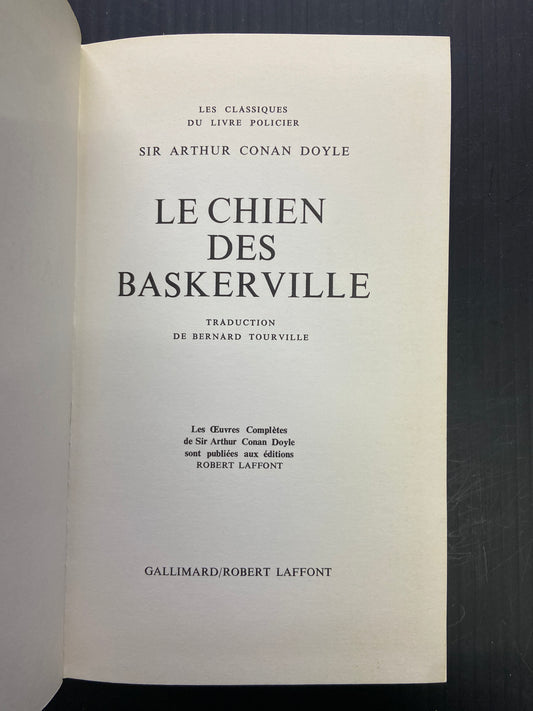 LES CLASSIQUES
DU LIVRE POLICIER
SIR ARTHUR CONAN DOYLE
LE CHIEN
DES
BASKERVILLE
TRADUCTION
DE BERNARD TOURVILLE
Les Œuvres Complètes
de Sir Arthur Conan Doyle
sont publiées aux éditions
ROBERT LAFFONT
GALLIMARD/ROBERT LAFFONT